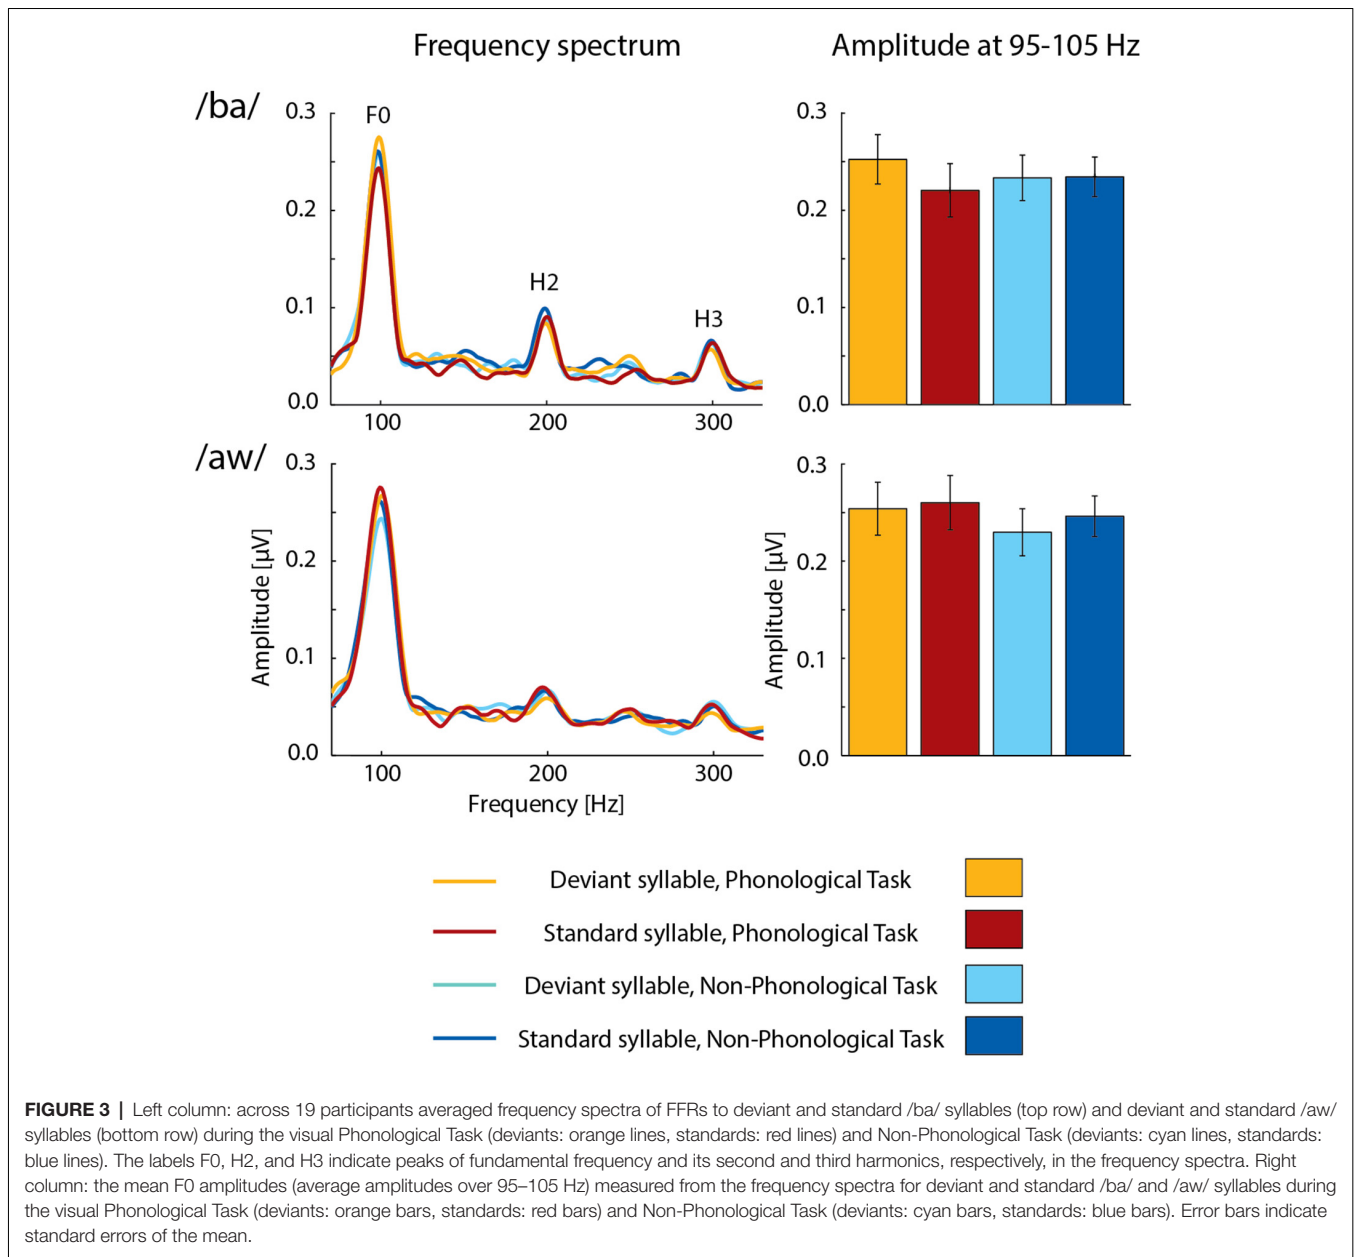 Frequency spectrum
Amplitude at 95-105 Hz
/ba/
0.3
0.2
0.1
0.0
F0
H2
H3
100
200
300
0.3
0.2
0.1
0.0
/aw/
0.3
0.2
0.1
0.0
Amplitude [µV]
100
200
300
Frequency [Hz]
0.3
0.2
0.1
0.0
Amplitude [µV]
Deviant syllable, Phonological Task
Standard syllable, Phonological Task
Deviant syllable, Non-Phonological Task
Standard syllable, Non-Phonological Task
FIGURE 3 | Left column: across 19 participants averaged frequency spectra of FFRs to deviant and standard /ba/ syllables (top row) and deviant and standard /aw/
syllables (bottom row) during the visual Phonological Task (deviants: orange lines, standards: red lines) and Non-Phonological Task (deviants: cyan lines, standards:
blue lines). The labels F0, H2, and H3 indicate peaks of fundamental frequency and its second and third harmonics, respectively, in the frequency spectra. Right
column: the mean F0 amplitudes (average amplitudes over 95–105 Hz) measured from the frequency spectra for deviant and standard /ba/ and /aw/ syllables during
the visual Phonological Task (deviants: orange bars, standards: red bars) and Non-Phonological Task (deviants: cyan bars, standards: blue bars). Error bars indicate
standard errors of the mean.